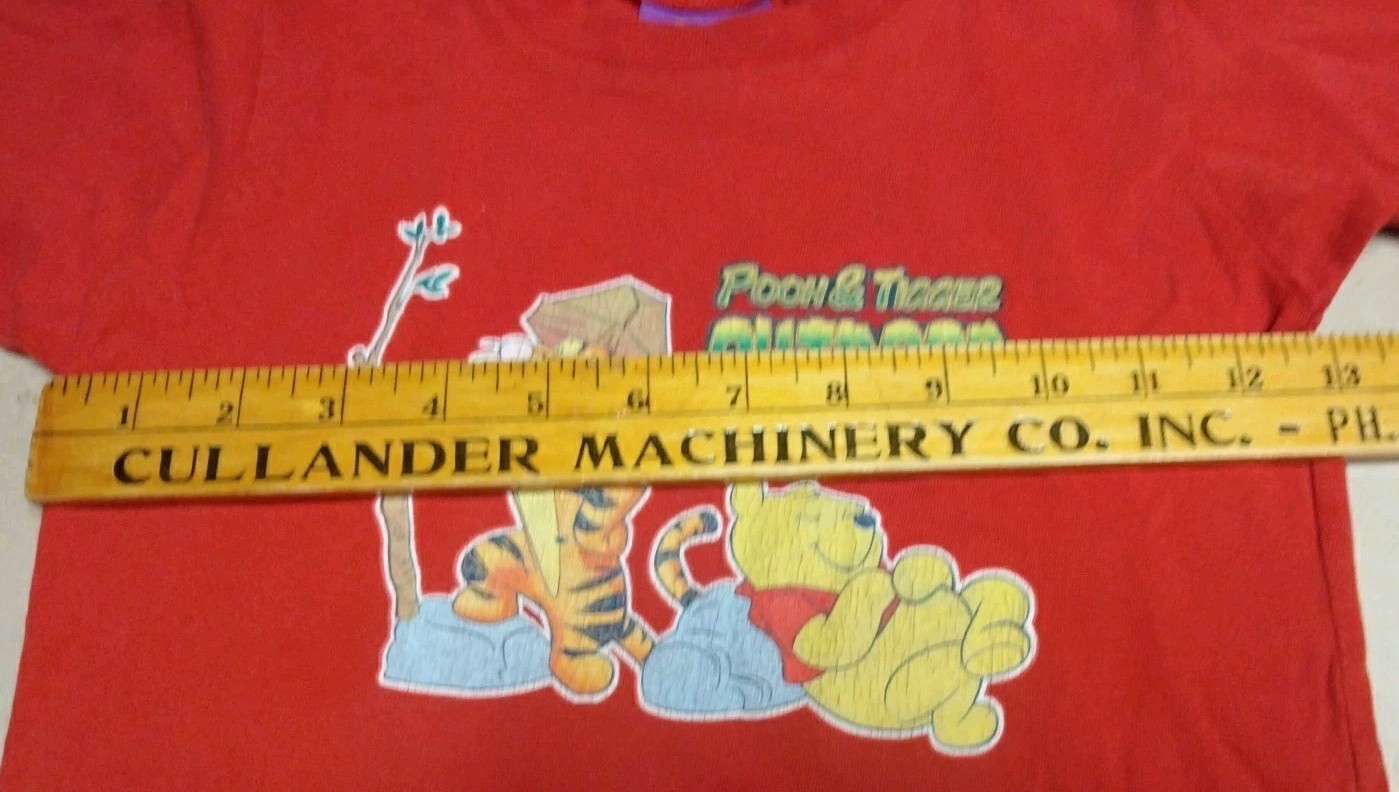 POOH & TIGGER
OUTDOOR
1 2 3 4 5 6 7 8 9 10 11 12 13
CULLANDER MACHINERY CO. INC. - PH.